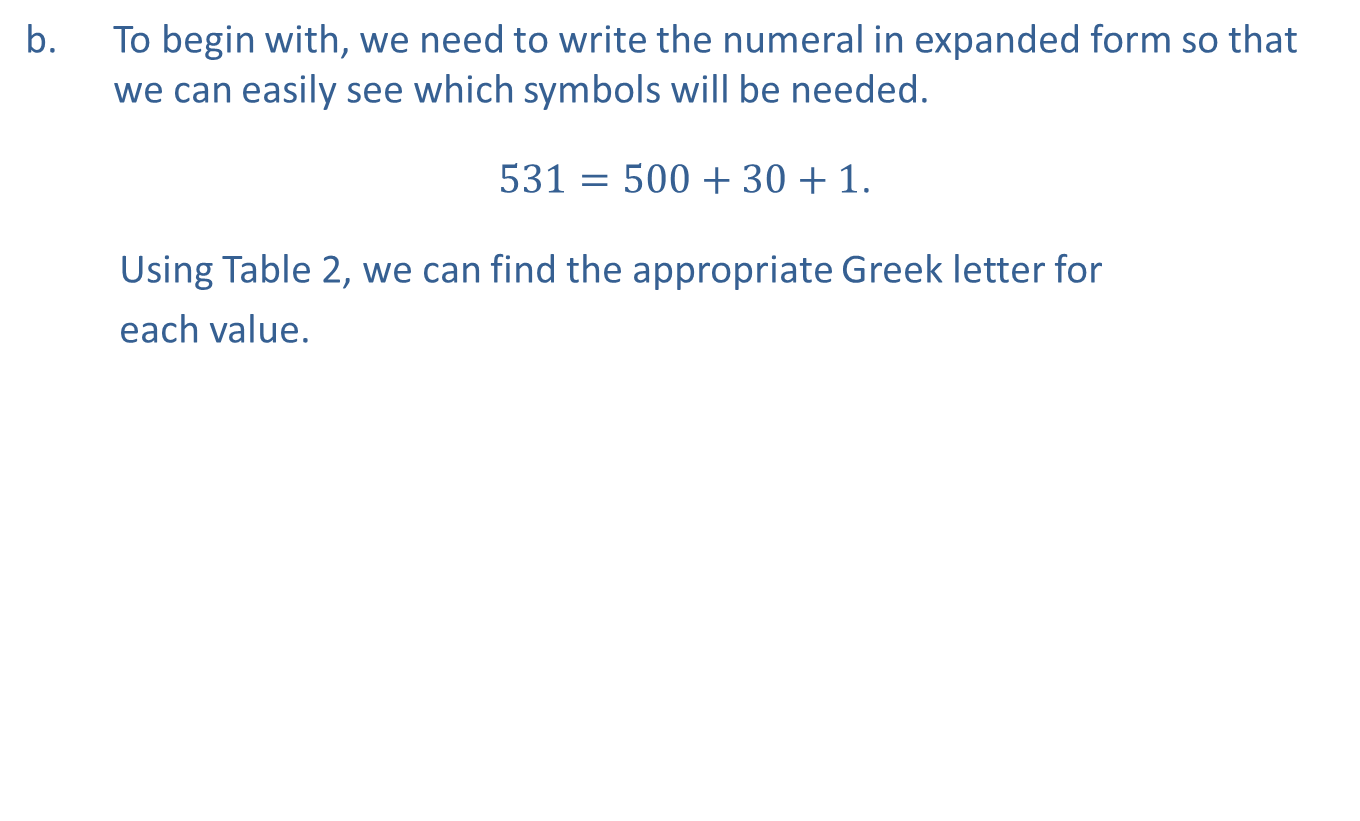 b. To begin with, we need to write the numeral in expanded form so that
we can easily see which symbols will be needed.
531 = 500 + 30 + 1.
Using Table 2, we can find the appropriate Greek letter for
each value.